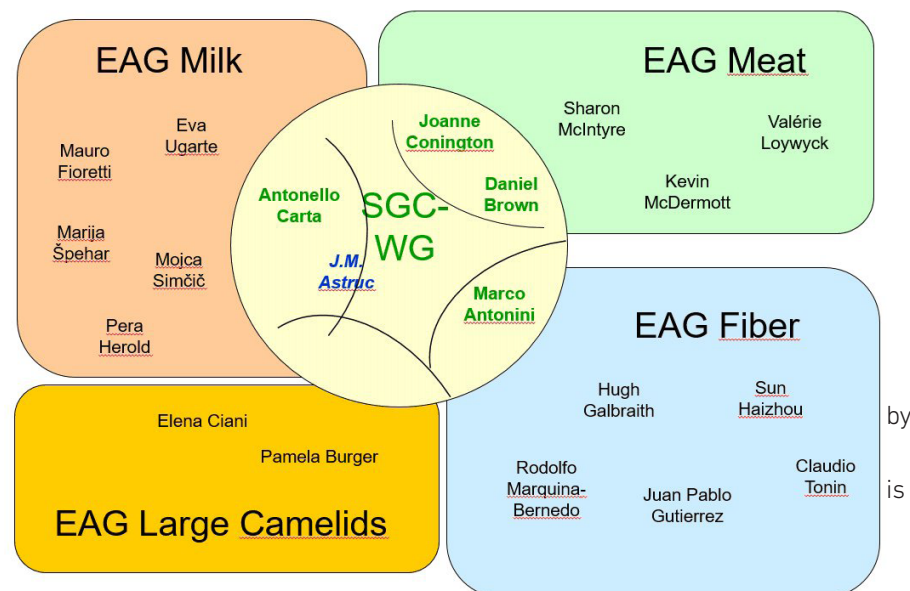 EAG Milk
Eva
Ugarte
Mauro
Fioretti
Marija
Špehar
Mojca
Simčič
Pera
Herold
EAG Meat
Sharon
McIntyre
Valérie
Loywyck
Kevin
McDermott
Joanne
Conington
Daniel
Brown
Antonello
Carta
SGC-
WG
J.M.
Astruc
Marco
Antonini
EAG Fiber
Hugh
Galbraith
Sun
Haizhou
Rodolfo
Marquina-
Bernedo
Juan Pablo
Gutierrez
Claudio
Tonin
Elena Ciani
Pamela Burger
EAG Large Camelids
by
is